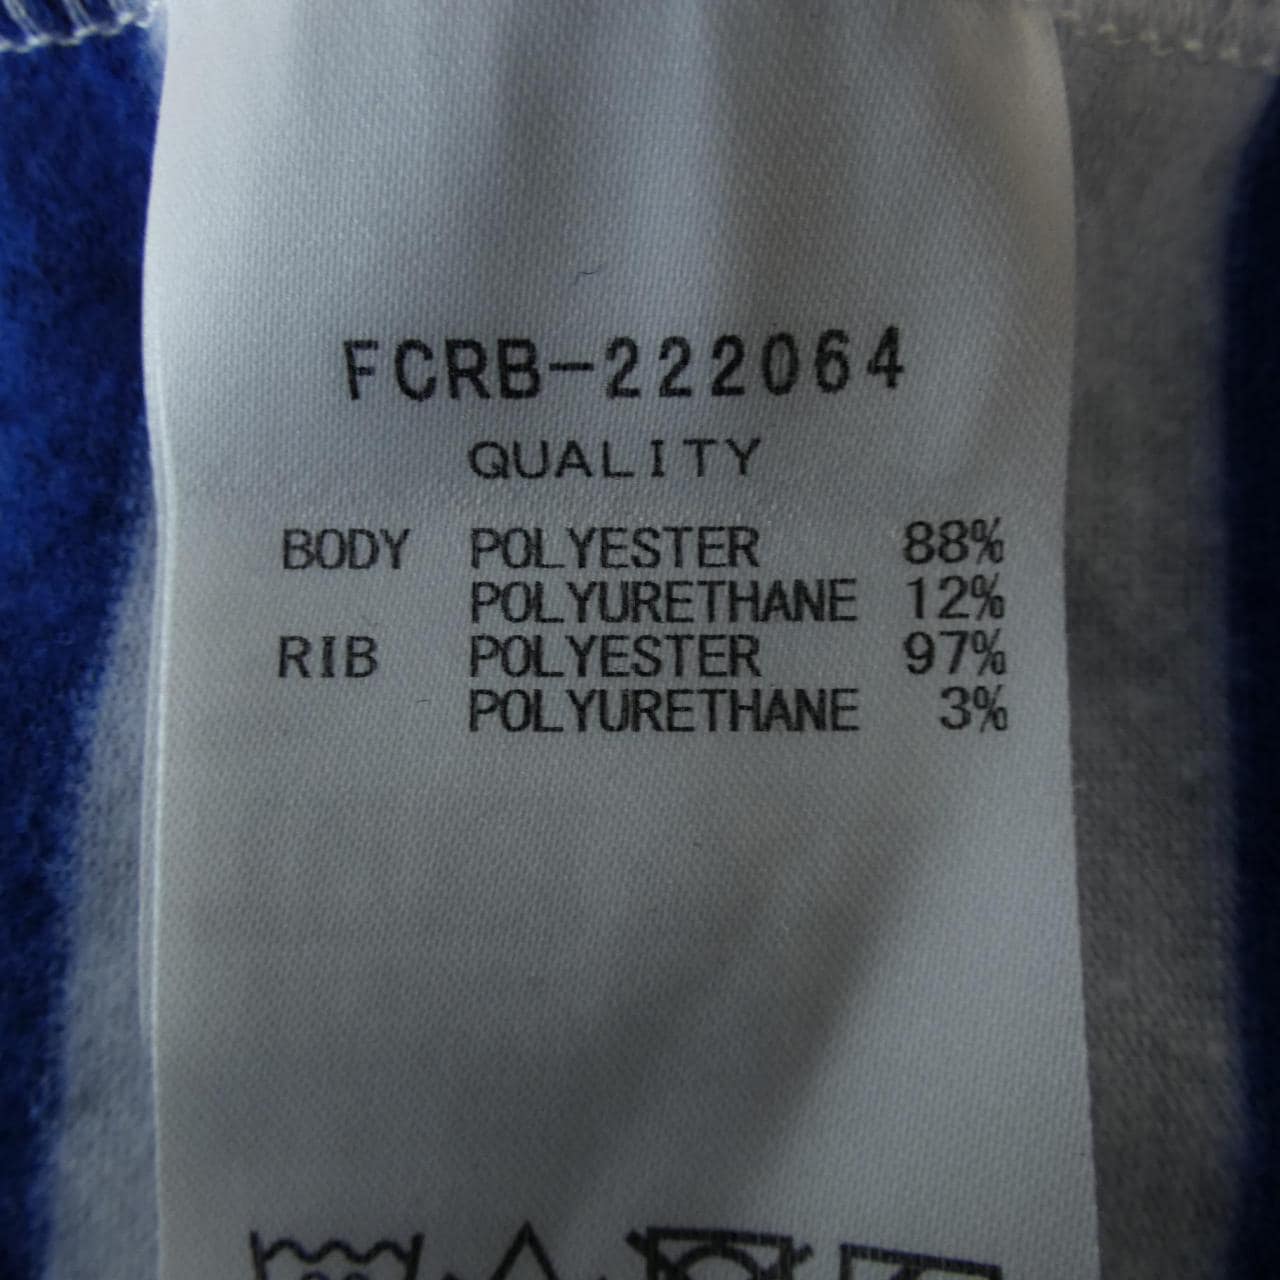 FCRB-222064
QUALITY
BODY POLYESTER 88%
POLYURETHANE 12%
RIB POLYESTER 97%
POLYURETHANE 3%